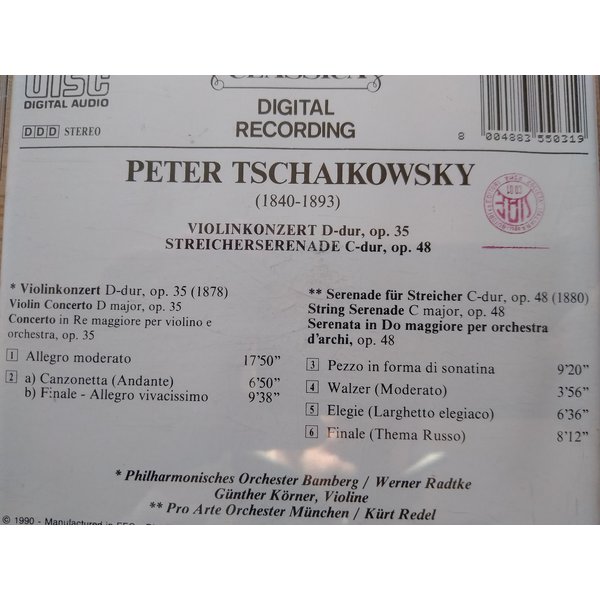 DISC
DIGITAL AUDIO
CLASSICA
DDD STEREO
DIGITAL
RECORDING
8 004883 550319
PETER TSCHAIKOWSKY
(1840-1893)
VIOLINKONZERT D-dur, op. 35
STREICHERSERENADE C-dur, op. 48
* Violinkonzert D-dur, op. 35 (1878)
Violin Concerto D major, op. 35
Concerto in Re maggiore per violino e
orchestra, op. 35
1 Allegro moderato 17'50"
2 a) Canzonetta (Andante) 6'50"
b) Finale - Allegro vivacissimo 9'38"
** Serenade für Streicher C-dur, op. 48 (1880)
String Serenade C major, op. 48
Serenata in Do maggiore per orchestra
d'archi, op. 48
3 Pezzo in forma di sonatina 9'20"
4 Walzer (Moderato) 3'56"
5 Elegie (Larghetto elegiaco) 6'36"
6 Finale (Thema Russo) 8'12"
* Philharmonisches Orchester Bamberg / Werner Radtke
Günther Körner, Violine
** Pro Arte Orchester München / Kürt Redel
© 1990 - Manufactured in EEC